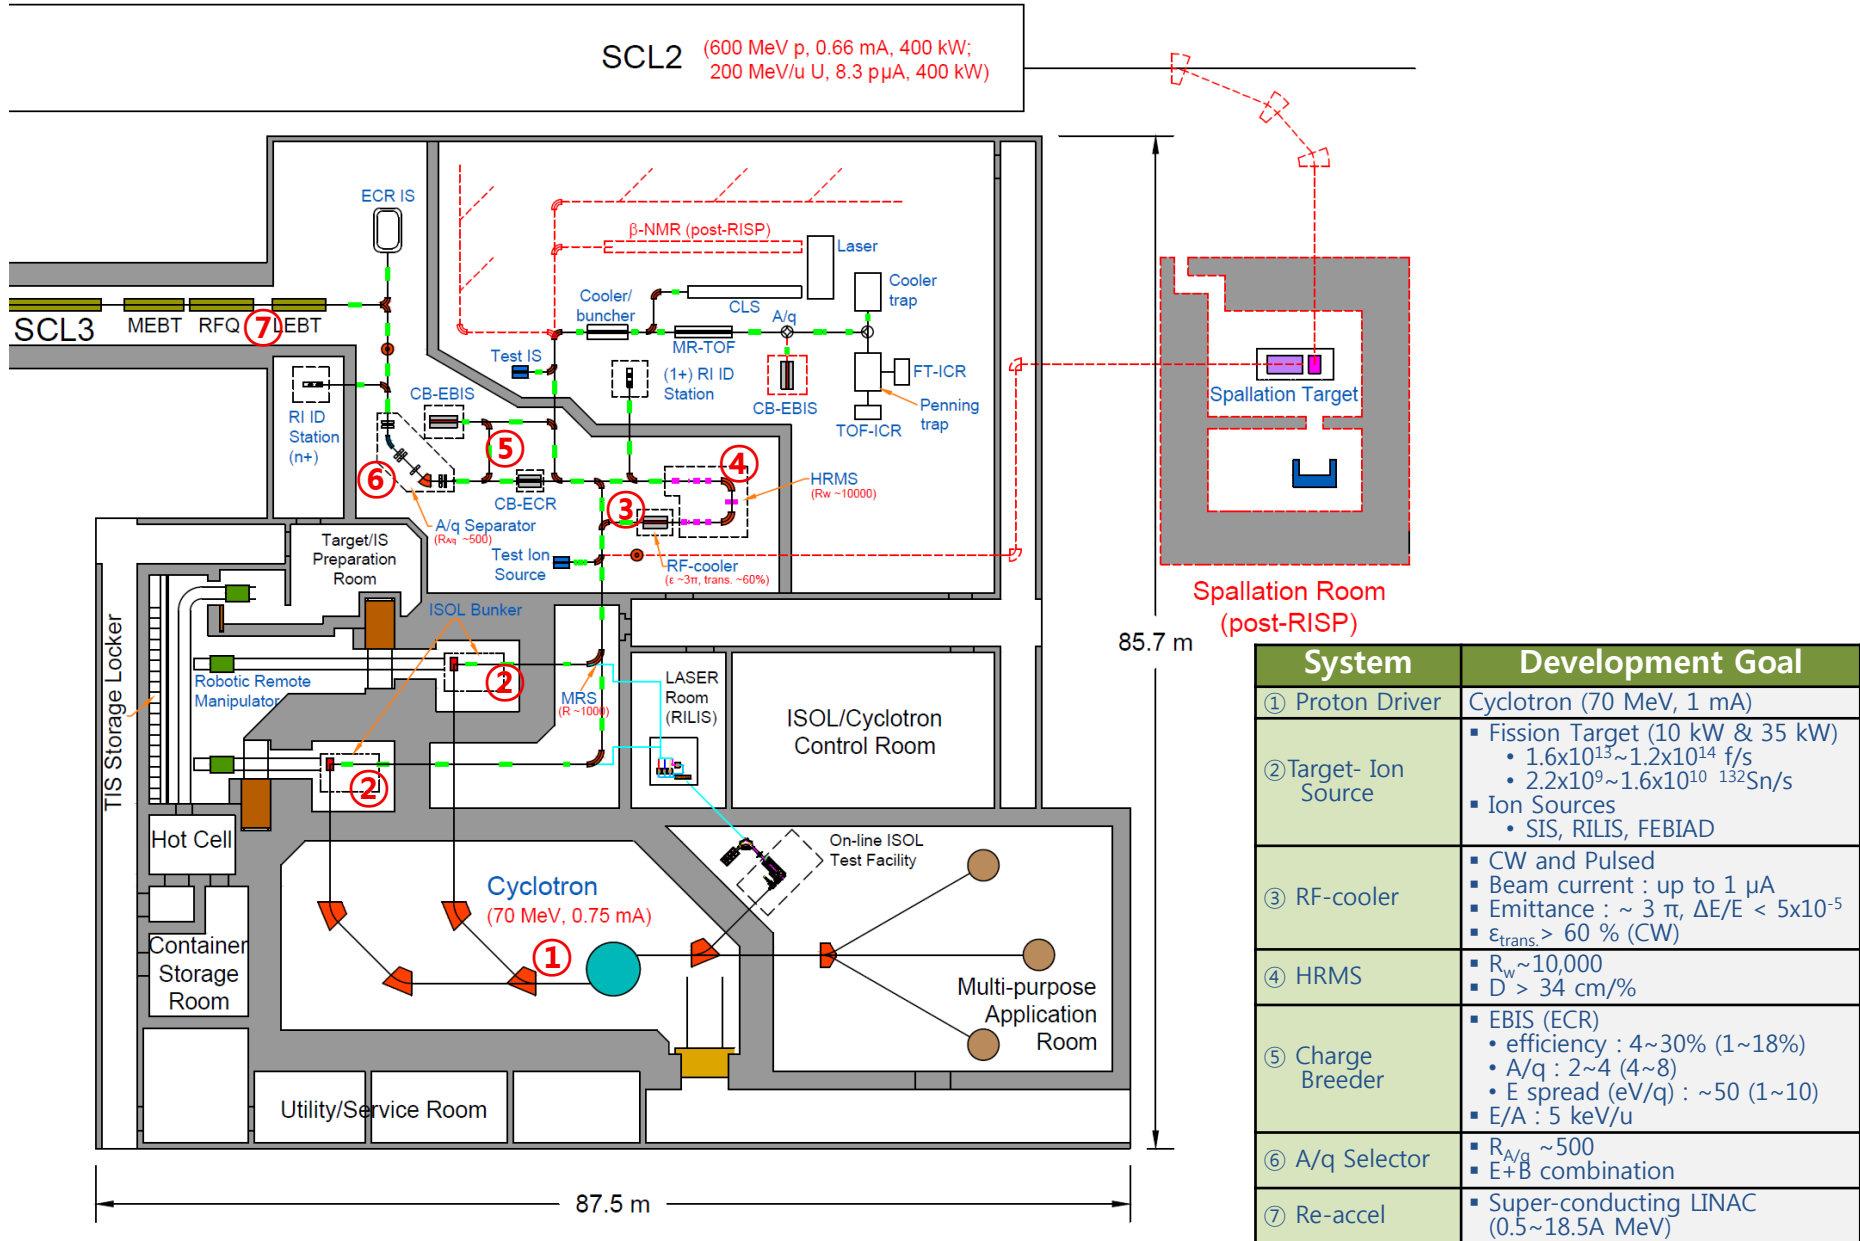 SCL2
(600 MeV p, 0.66 mA, 400 kW;
200 MeV/u U, 8.3 pµA, 400 kW)
ECR IS
β-NMR (post-RISP)
Laser
Cooler
trap
Cooler/
buncher
CLS
A/q
SCL3
MEBT
RFQ
⑦
LEBT
MR-TOF
Test IS
(1+) RI ID
Station
FT-ICR
CB-EBIS
CB-EBIS
Penning
trap
TOF-ICR
RI ID
Station
(n+)
⑤
④
⑥
HRMS
(Rw ~10000)
CB-ECR
③
A/q Separator
(RA/q ~500)
Test Ion
Source
RF-cooler
(ε ~3π, trans. ~60%)
Spallation Target
Spallation Room
(post-RISP)
Target/IS
Preparation
Room
ISOL Bunker
TIS Storage Locker
Robotic Remote
Manipulator
②
MRS
(R ~1000)
LASER
Room
(RILIS)
ISOL/Cyclotron
Control Room
②
85.7 m
Hot Cell
On-line ISOL
Test Facility
Cyclotron
(70 MeV, 0.75 mA)
①
Container
Storage
Room
Multi-purpose
Application
Room
Utility/Service Room
87.5 m
System
Development Goal
① Proton Driver
Cyclotron (70 MeV, 1 mA)
②Target- Ion
Source
▪ Fission Target (10 kW & 35 kW)
• 1.6x10¹³~1.2x10¹⁴ f/s
• 2.2x10⁹~1.6x10¹⁰ ¹³²Sn/s
▪ Ion Sources
• SIS, RILIS, FEBIAD
③ RF-cooler
▪ CW and Pulsed
▪ Beam current : up to 1 µA
▪ Emittance : ~ 3 π, ΔE/E < 5x10⁻⁵
▪ εtrans.> 60 % (CW)
④ HRMS
▪ Rw~10,000
▪ D > 34 cm/%
⑤ Charge
Breeder
▪ EBIS (ECR)
• efficiency : 4~30% (1~18%)
• A/q : 2~4 (4~8)
• E spread (eV/q) : ~50 (1~10)
▪ E/A : 5 keV/u
⑥ A/q Selector
▪ RA/q ~500
▪ E+B combination
⑦ Re-accel
▪ Super-conducting LINAC
(0.5~18.5A MeV)